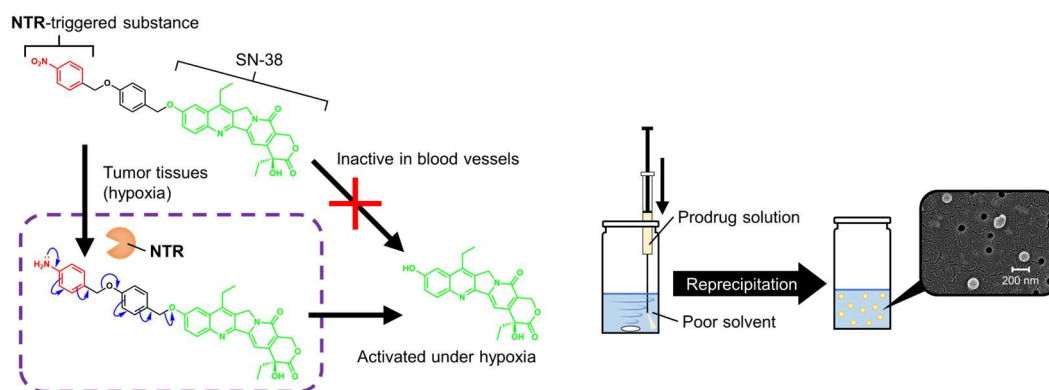 NTR-triggered substance
SN-38
O₂N
O
O
N
N
O
O
OH
O
Inactive in blood vessels
Tumor tissues
(hypoxia)
NTR
H₂N
O
O
N
N
O
O
OH
O
HO
N
N
O
O
OH
O
Activated under hypoxia
Prodrug solution
Reprecipitation
Poor solvent
200 nm